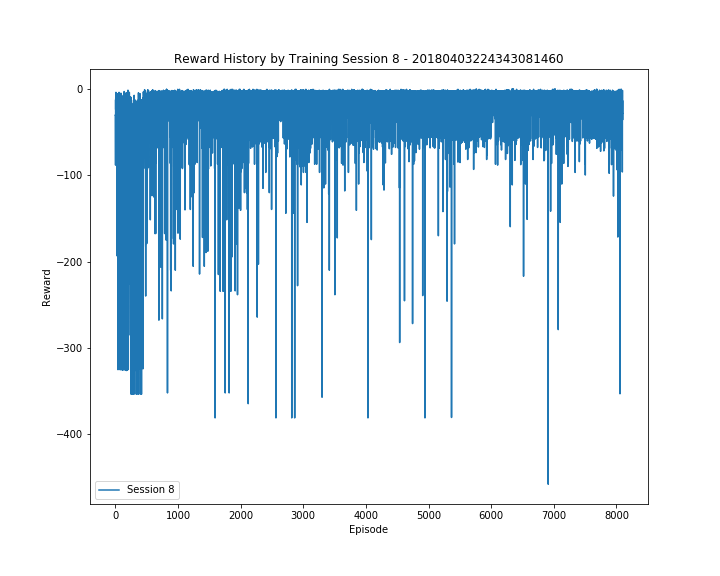 Reward History by Training Session 8 - 20180403224343081460
0
−100
−200
−300
−400
Reward
Session 8
0 1000 2000 3000 4000 5000 6000 7000 8000
Episode